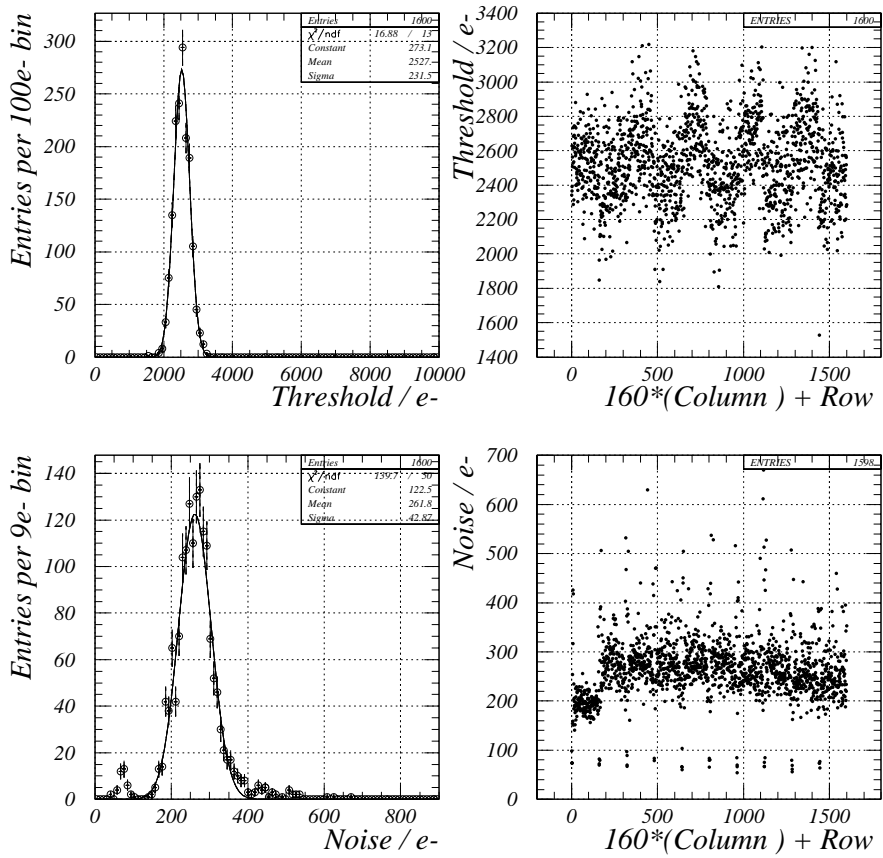 Entries 1600
χ²/ndf 16.88 / 13
Constant 273.1
Mean 2527.
Sigma 231.5
Entries per 100e- bin
300
250
200
150
100
50
0
0 2000 4000 6000 8000 10000
Threshold / e-
ENTRIES 1600
Threshold / e-
3400
3200
3000
2800
2600
2400
2200
2000
1800
1600
1400
0 500 1000 1500
160*(Column ) + Row
Entries 1600
χ²/ndf 139.7 / 50
Constant 122.5
Mean 261.8
Sigma 42.87
Entries per 9e- bin
140
120
100
80
60
40
20
0
0 200 400 600 800
Noise / e-
ENTRIES 1598
Noise / e-
700
600
500
400
300
200
100
0
0 500 1000 1500
160*(Column ) + Row